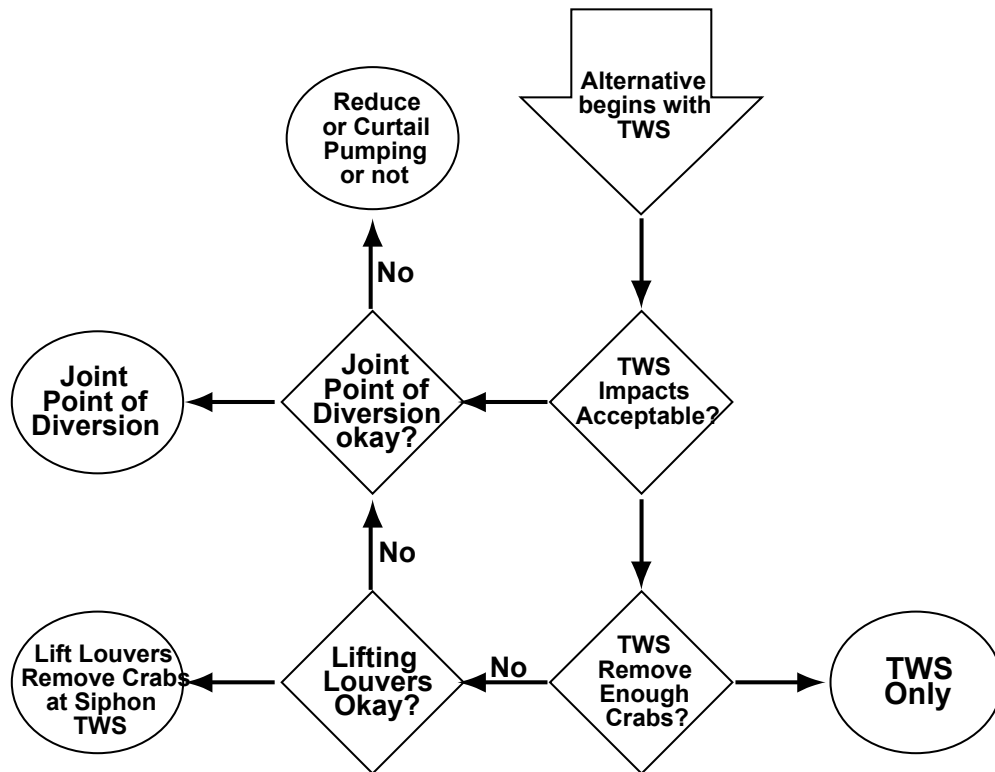 Alternative
begins with
TWS
Reduce
or Curtail
Pumping
or not
No
Joint
Point of
Diversion
Joint
Point of
Diversion
okay?
TWS
Impacts
Acceptable?
No
Lift Louvers
Remove Crabs
at Siphon
TWS
Lifting
Louvers
Okay?
No
TWS
Remove
Enough
Crabs?
TWS
Only